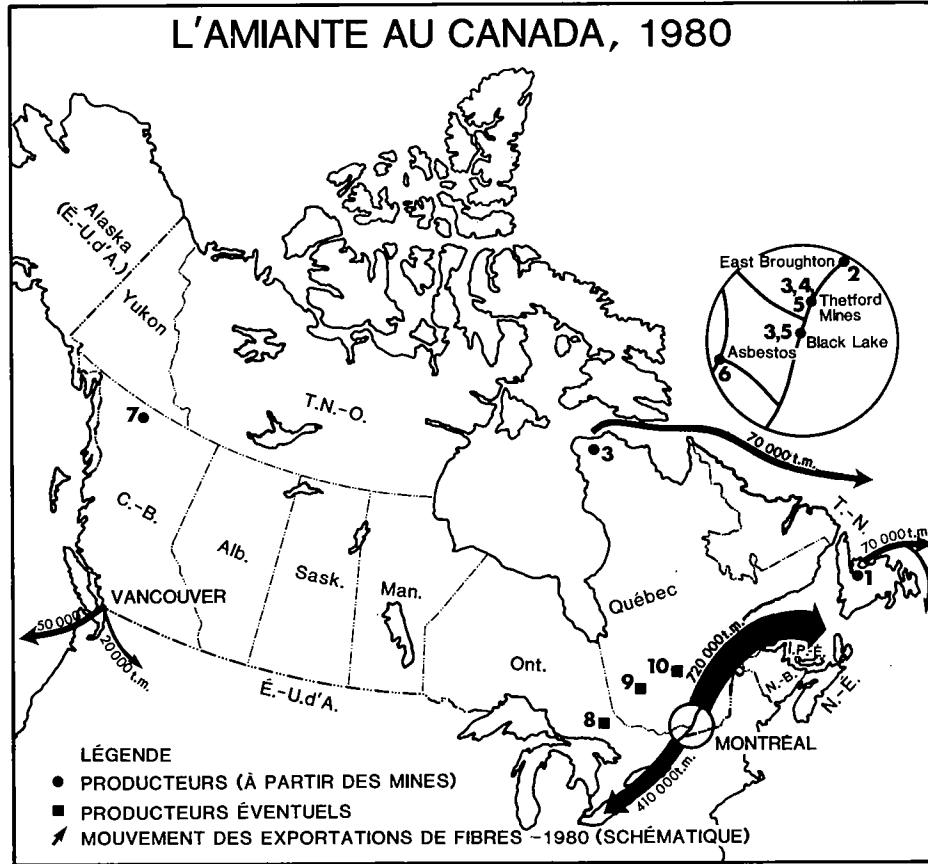 L'AMIANTE AU CANADA, 1980
Alaska
(É.-U.d'A.)
Yukon
T.N.-O.
7
C.-B.
Alb.
Sask.
Man.
Ont.
Québec
East Broughton
2
3,4,
5
Thetford
Mines
3,5
Black Lake
Asbestos
6
3
70 000 t.m.
T.-N.
70 000 t.m.
1
VANCOUVER
50 000 t.
20 000 t.m.
É.-U.d'A.
720 000 t.m.
I.P.-É.
N.-B.
N.-É.
10
9
8
MONTRÉAL
410 000 t.m.
LÉGENDE
PRODUCTEURS (À PARTIR DES MINES)
PRODUCTEURS ÉVENTUELS
MOUVEMENT DES EXPORTATIONS DE FIBRES -1980 (SCHÉMATIQUE)